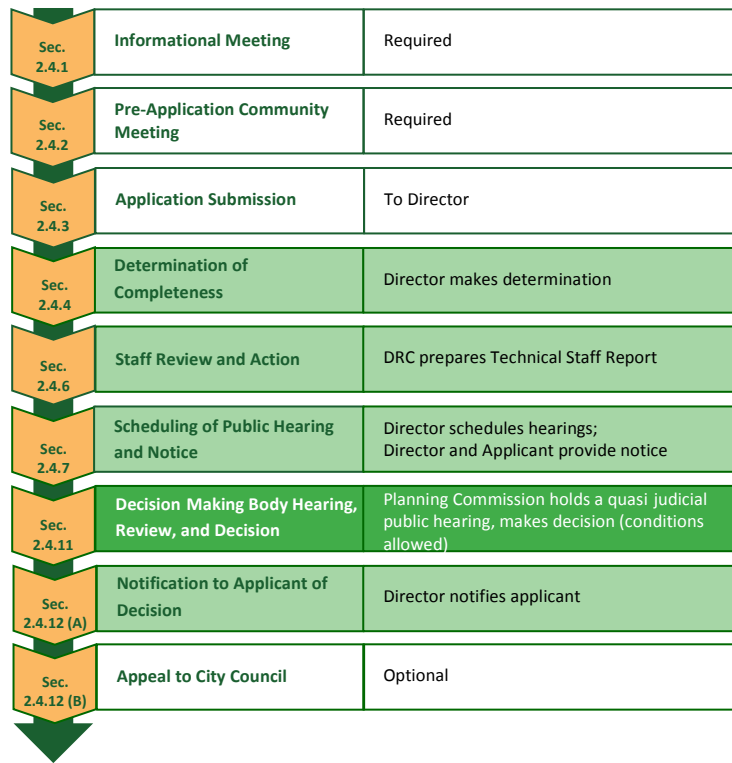 Sec.
2.4.1
Informational Meeting
Required
Sec.
2.4.2
Pre-Application Community
Meeting
Required
Sec.
2.4.3
Application Submission
To Director
Sec.
2.4.4
Determination of
Completeness
Director makes determination
Sec.
2.4.6
Staff Review and Action
DRC prepares Technical Staff Report
Sec.
2.4.7
Scheduling of Public Hearing
and Notice
Director schedules hearings;
Director and Applicant provide notice
Sec.
2.4.11
Decision Making Body Hearing,
Review, and Decision
Planning Commission holds a quasi judicial
public hearing, makes decision (conditions
allowed)
Sec.
2.4.12 (A)
Notification to Applicant of
Decision
Director notifies applicant
Sec.
2.4.12 (B)
Appeal to City Council
Optional